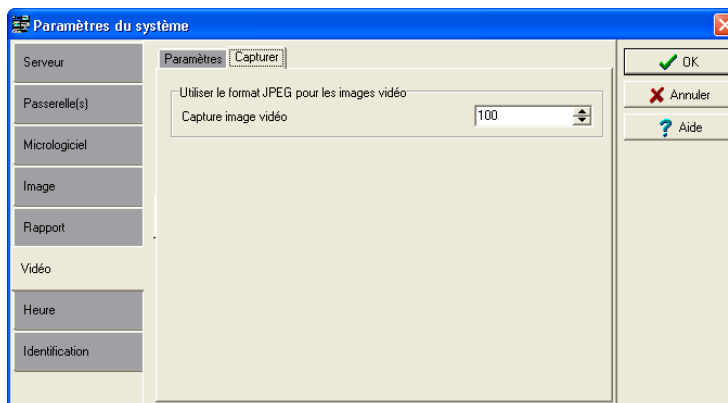 Paramètres du système
Serveur
Passerelle(s)
Micrologiciel
Image
Rapport
Vidéo
Heure
Identification
Paramètres
Capturer
Utiliser le format JPEG pour les images vidéo
Capture image vidéo
100
OK
Annuler
? Aide